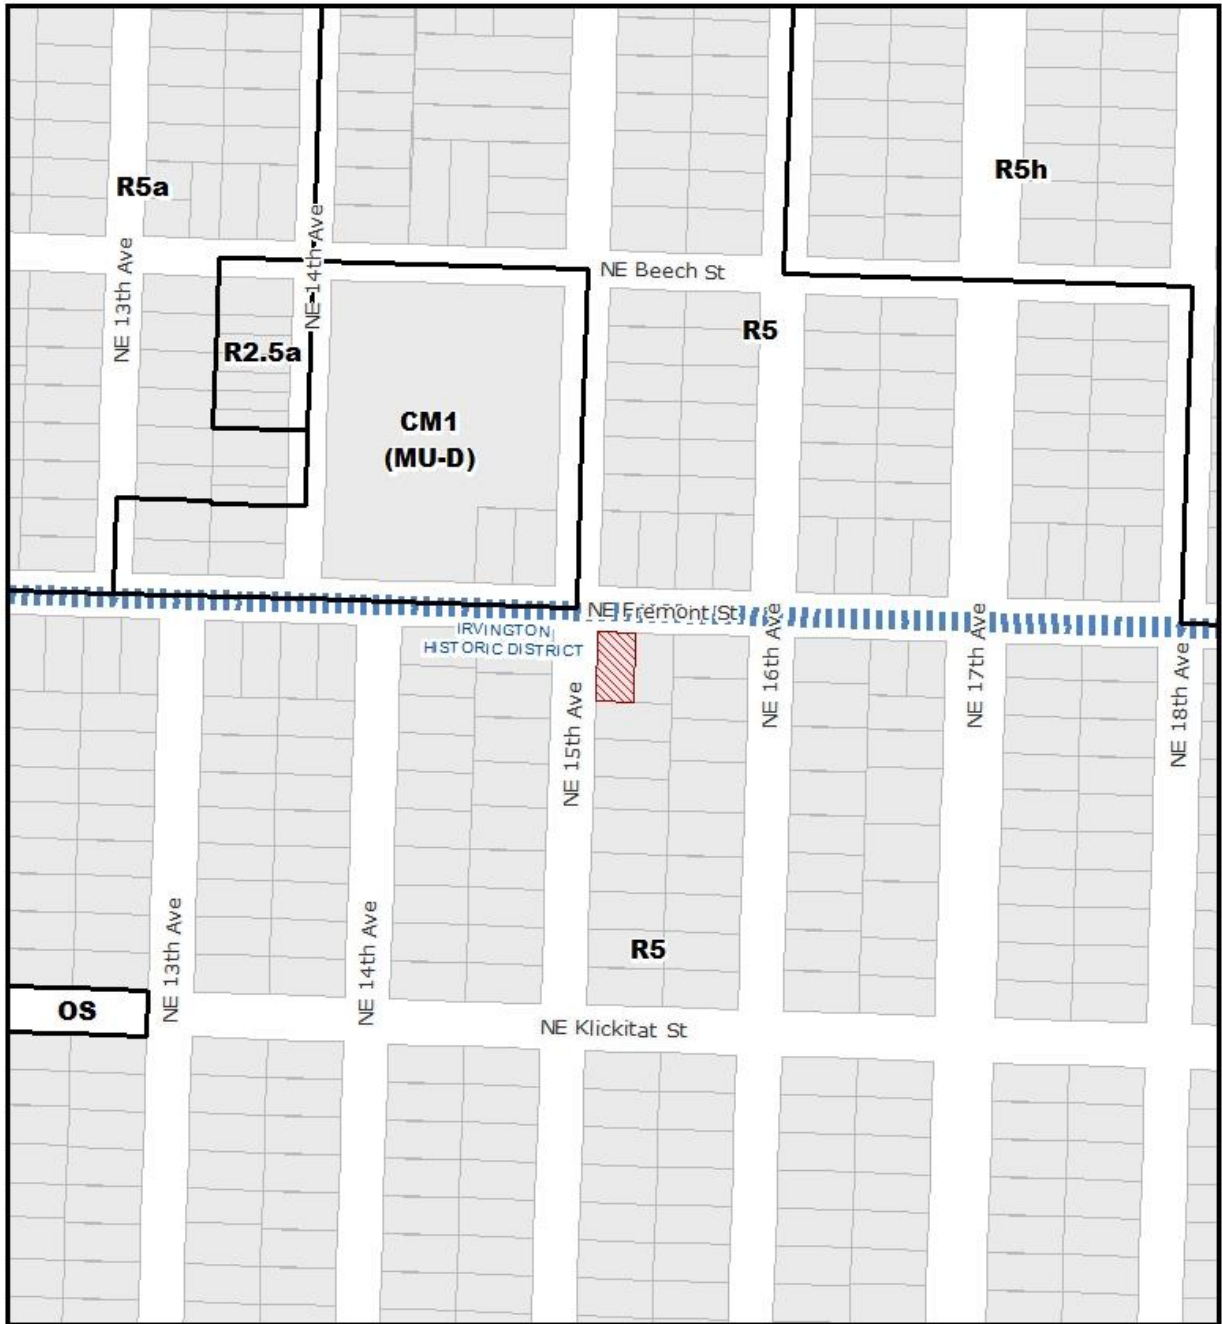 R5h
R5a
NE 14th Ave
NE 13th Ave
NE Beech St
R5
R2.5a
CM1
(MU-D)
NE Fremont St
IRVINGTON
HISTORIC DISTRICT
NE 15th Ave
NE 16th Ave
NE 17th Ave
NE 18th Ave
NE 13th Ave
NE 14th Ave
R5
OS
NE Klickitat St